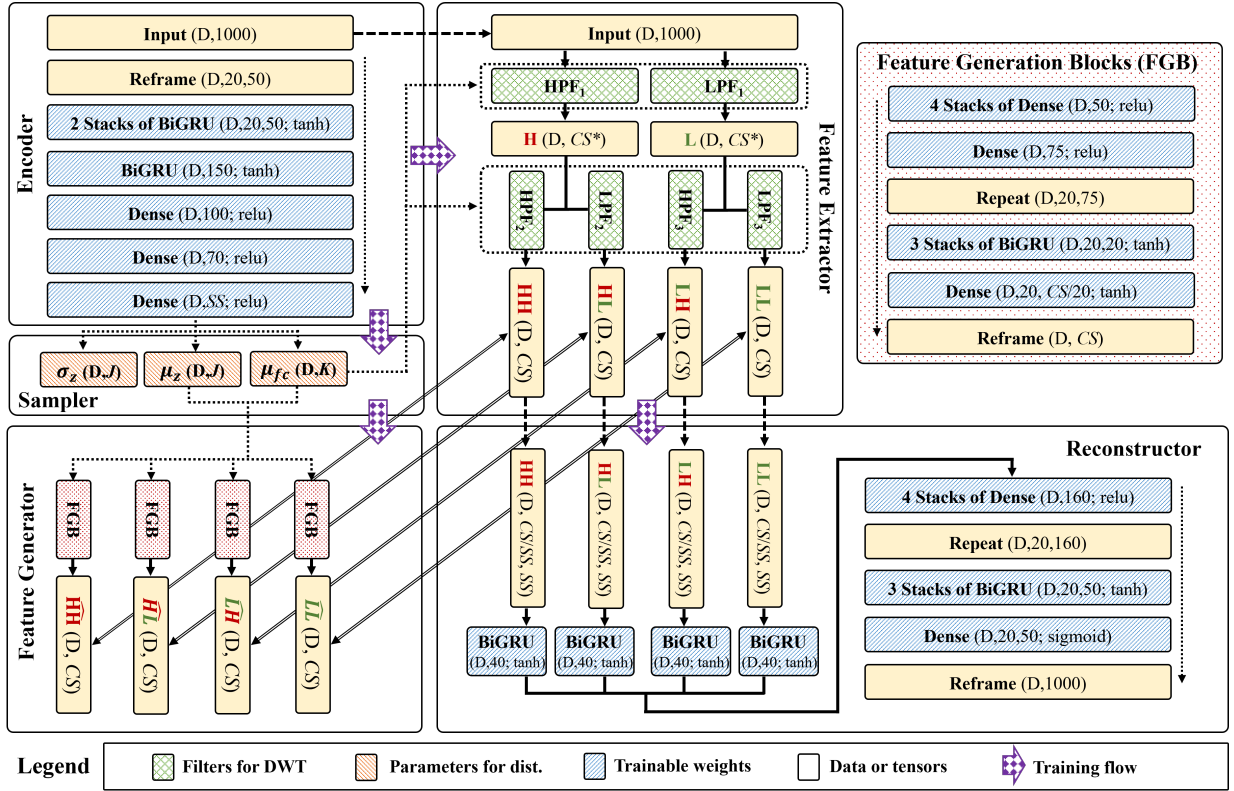 Encoder
Input (D,1000)
Reframe (D,20,50)
2 Stacks of BiGRU (D,20,50; tanh)
BiGRU (D,150; tanh)
Dense (D,100; relu)
Dense (D,70; relu)
Dense (D,SS; relu)
σz (D,J)
μz (D,J)
μfc (D,K)
Sampler
Feature Extractor
Input (D,1000)
HPF1
LPF1
H (D, CS*)
L (D, CS*)
HPF2
LPF2
HPF3
LPF3
HH (D, CS)
HL (D, CS)
LH (D, CS)
LL (D, CS)
Feature Generation Blocks (FGB)
4 Stacks of Dense (D,50; relu)
Dense (D,75; relu)
Repeat (D,20,75)
3 Stacks of BiGRU (D,20,20; tanh)
Dense (D,20, CS/20; tanh)
Reframe (D, CS)
Feature Generator
FGB
FGB
FGB
FGB
ĤH (D, CS)
ĤL (D, CS)
L̂H (D, CS)
L̂L (D, CS)
Reconstructor
HH (D, CS/SS, SS)
HL (D, CS/SS, SS)
LH (D, CS/SS, SS)
LL (D, CS/SS, SS)
BiGRU
(D,40; tanh)
BiGRU
(D,40; tanh)
BiGRU
(D,40; tanh)
BiGRU
(D,40; tanh)
4 Stacks of Dense (D,160; relu)
Repeat (D,20,160)
3 Stacks of BiGRU (D,20,50; tanh)
Dense (D,20,50; sigmoid)
Reframe (D,1000)
Legend
Filters for DWT
Parameters for dist.
Trainable weights
Data or tensors
Training flow